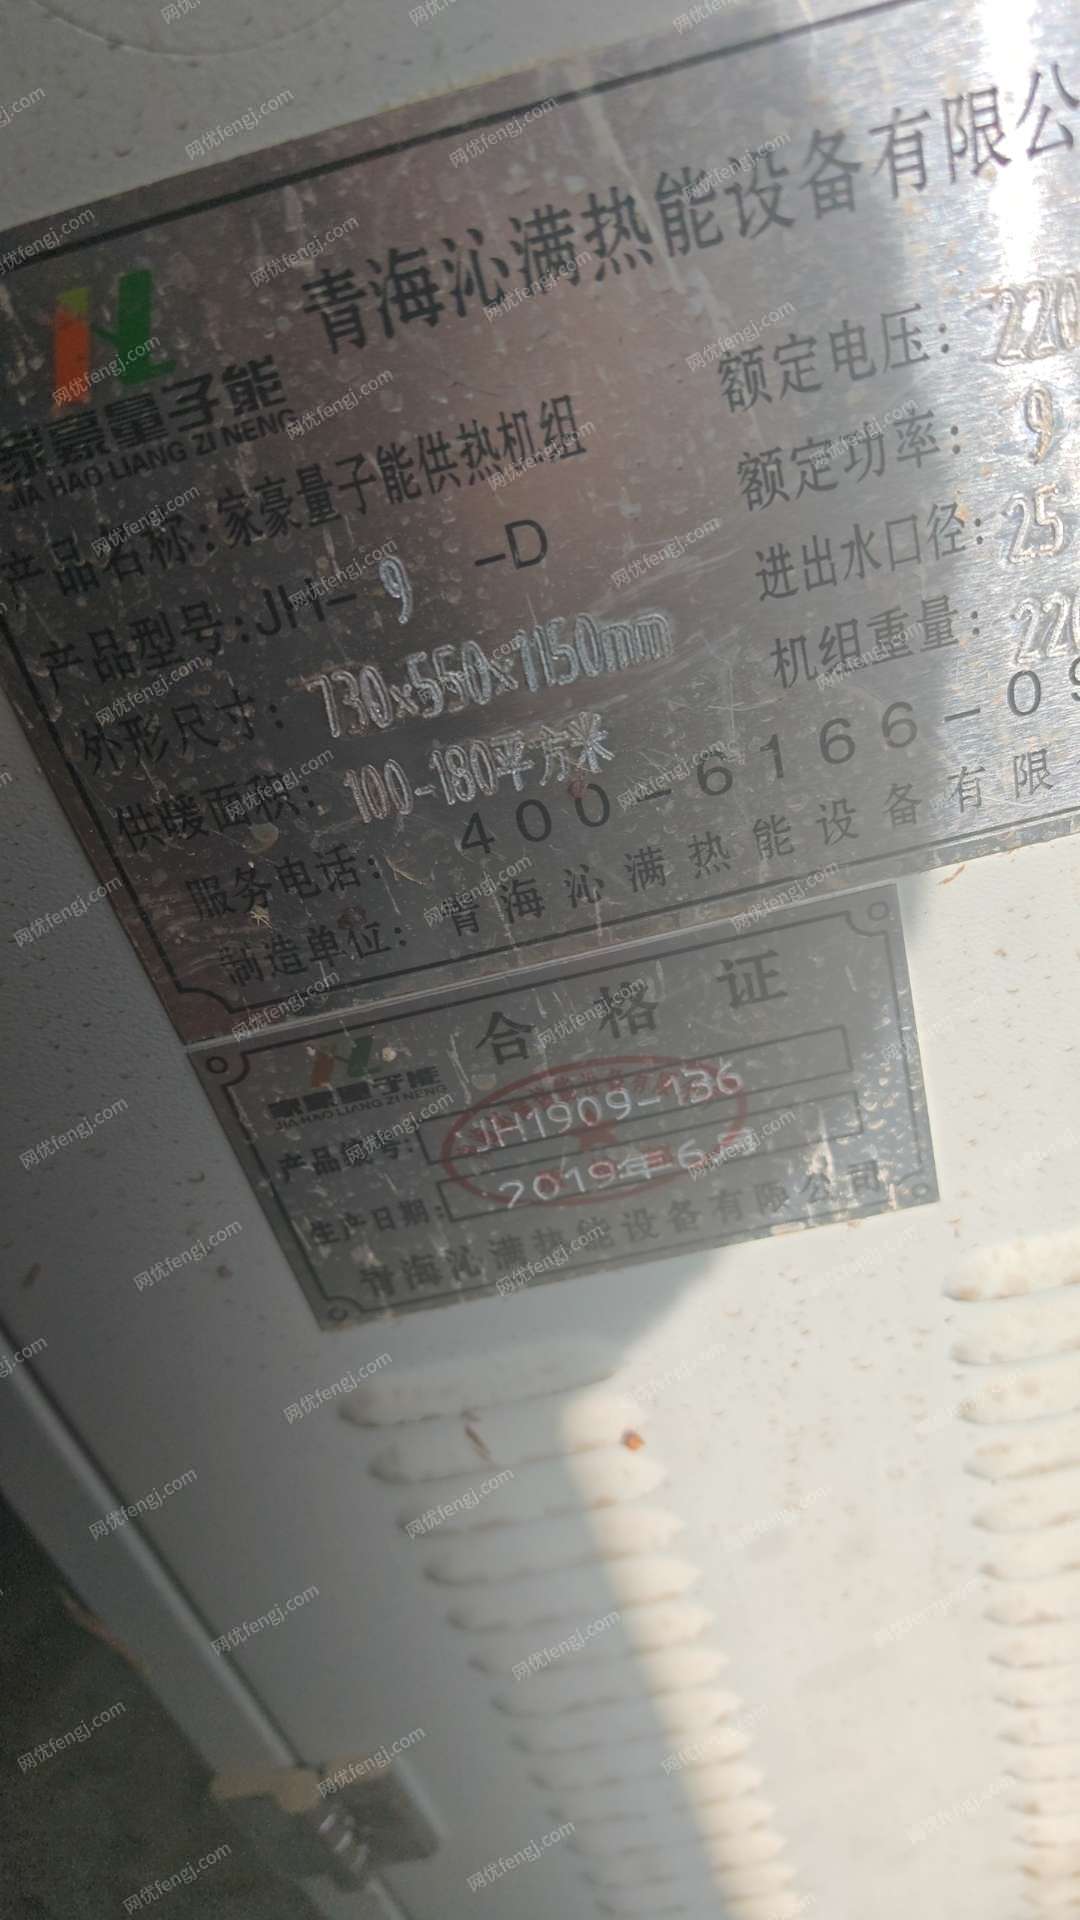 青海沁满热能设备有限公
家豪量子能
JIA HAO LIANG ZI NENG
产品名称:家豪量子能供热机组
额定电压: 220
产品型号:JH- 9 -D
额定功率: 9
外形尺寸: 730×550×1150mm
进出水口径: 25
供暖面积: 100-180平方米
机组重量: 220
服务电话: 400-6166-09
制造单位: 青海沁满热能设备有限
合格证
家豪量子能
JIA HAO LIANG ZI NENG
产品编号: JH1909-136
生产日期: 2019年6月
青海沁满热能设备有限公司
网优fengj.com